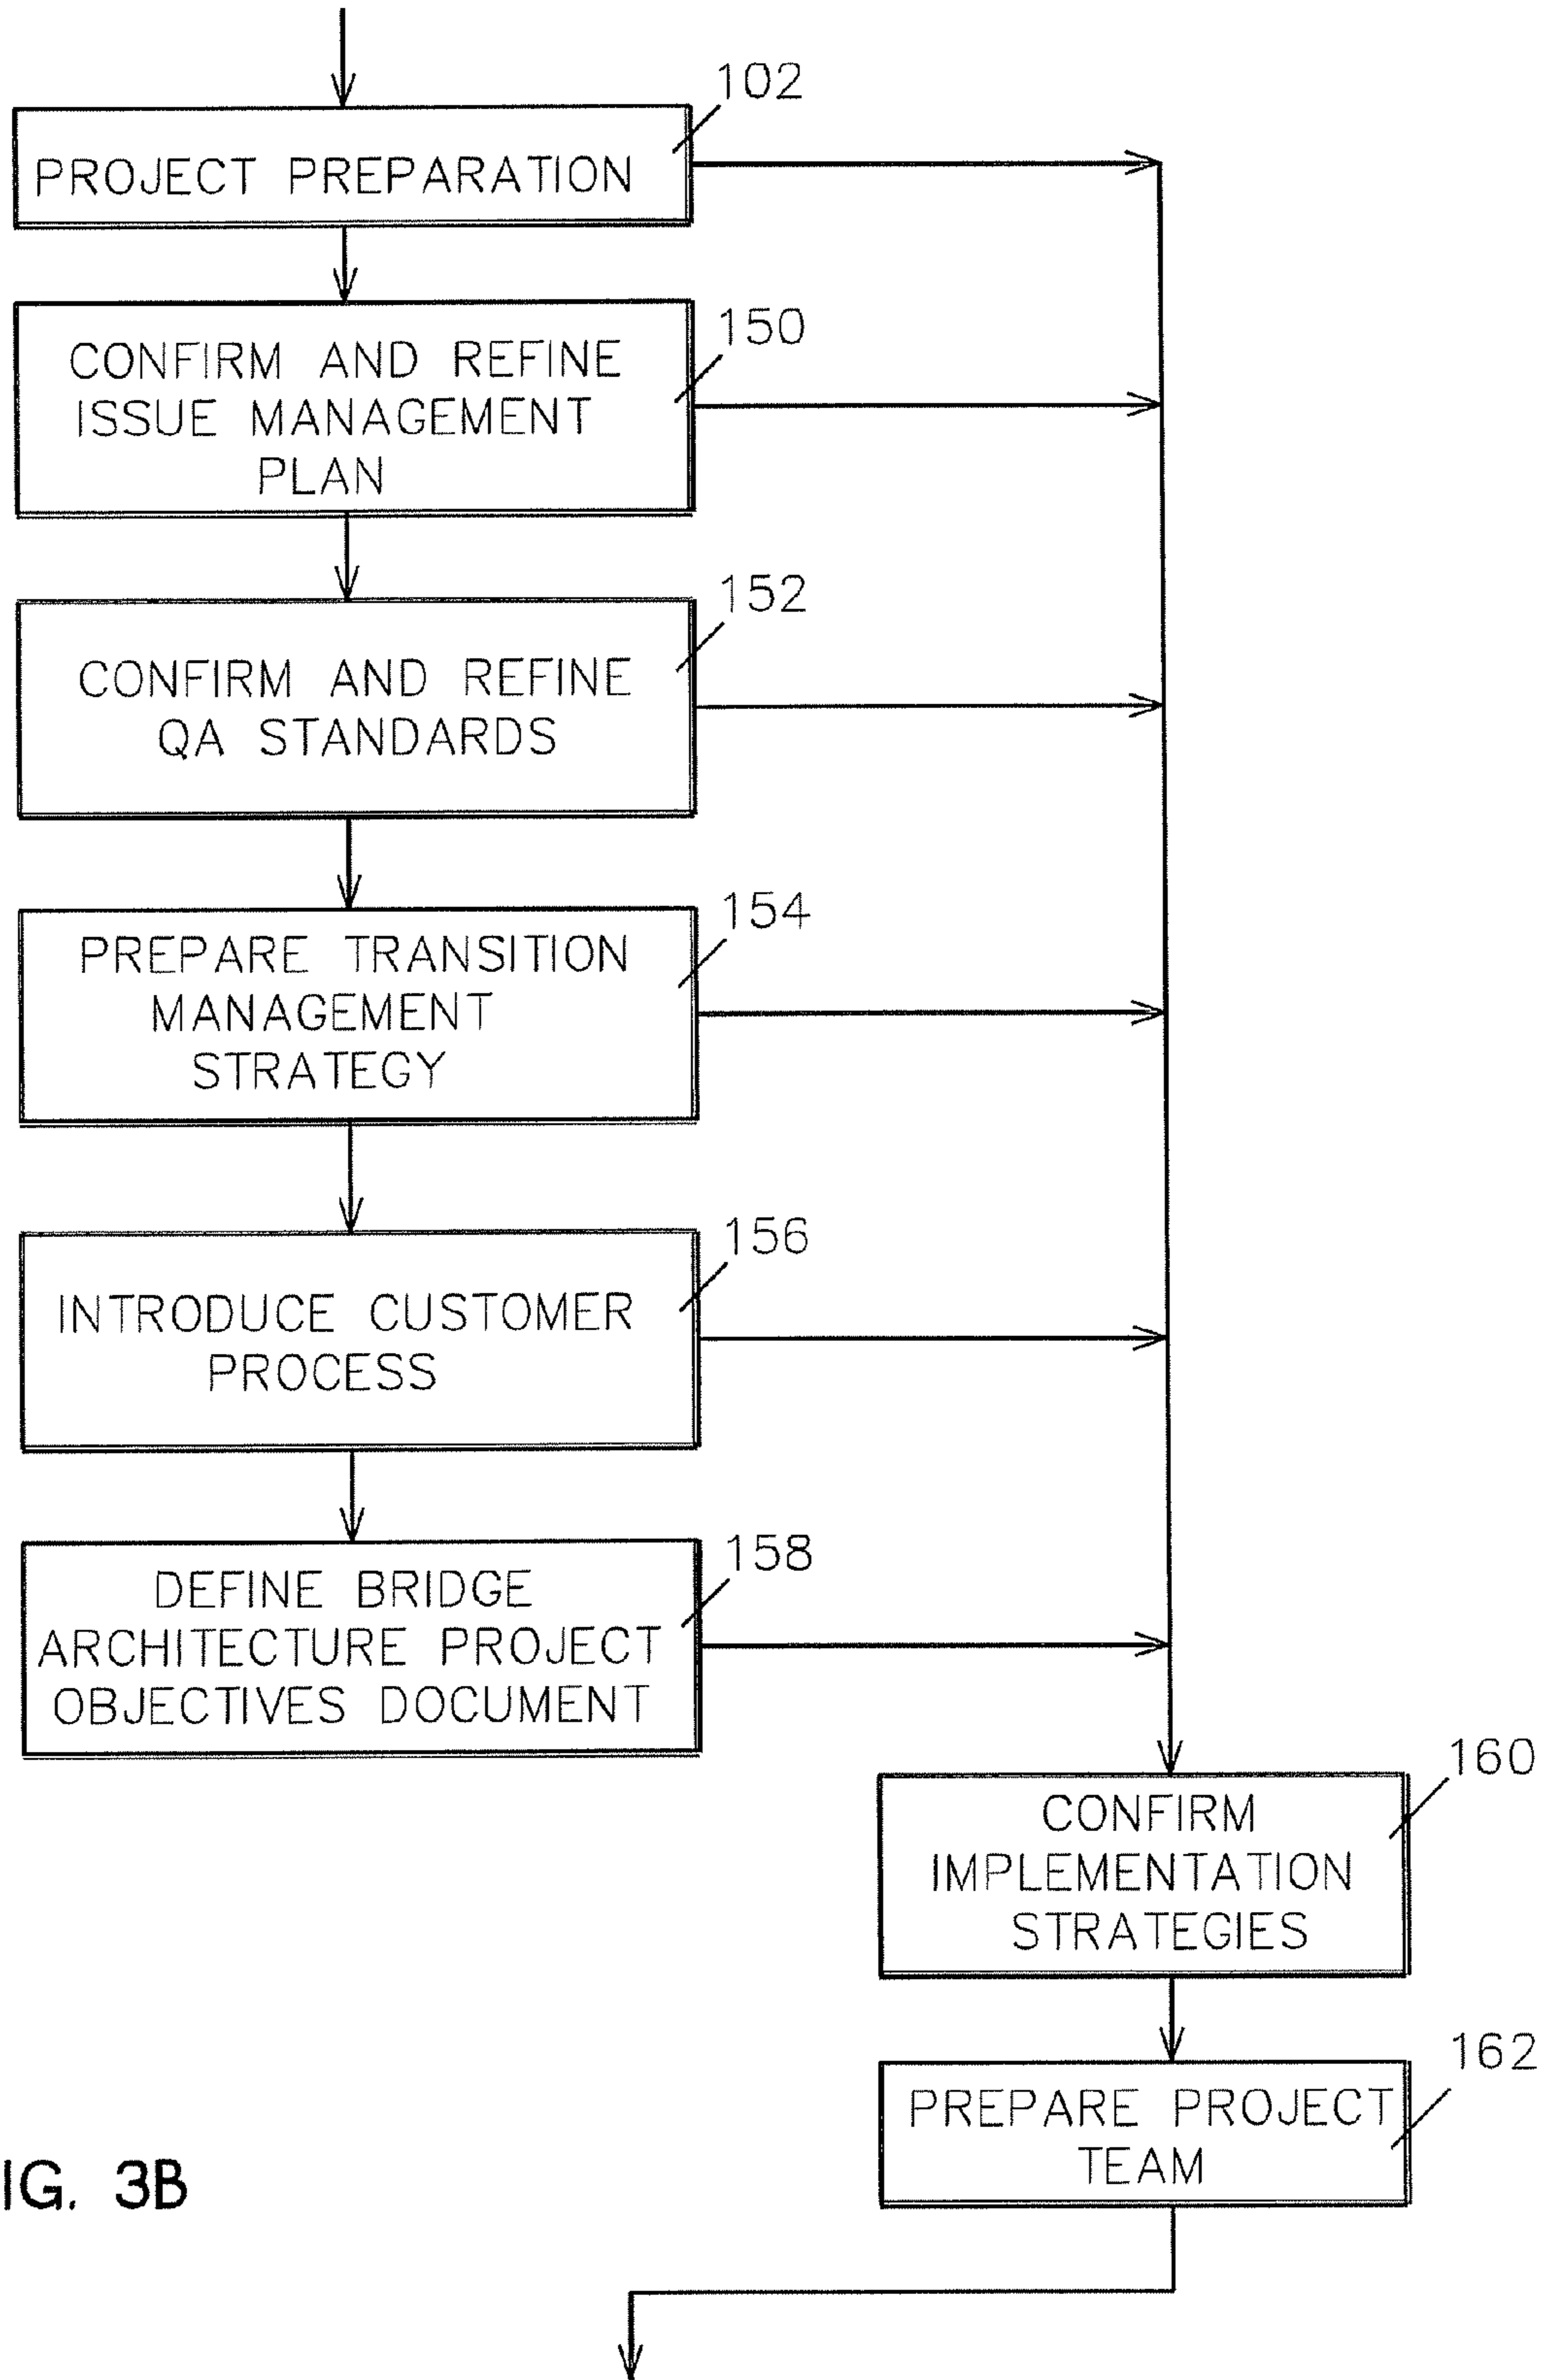 102
PROJECT PREPARATION
150
CONFIRM AND REFINE
ISSUE MANAGEMENT
PLAN
152
CONFIRM AND REFINE
QA STANDARDS
154
PREPARE TRANSITION
MANAGEMENT
STRATEGY
156
INTRODUCE CUSTOMER
PROCESS
158
DEFINE BRIDGE
ARCHITECTURE PROJECT
OBJECTIVES DOCUMENT
160
CONFIRM
IMPLEMENTATION
STRATEGIES
162
PREPARE PROJECT
TEAM
IG. 3B